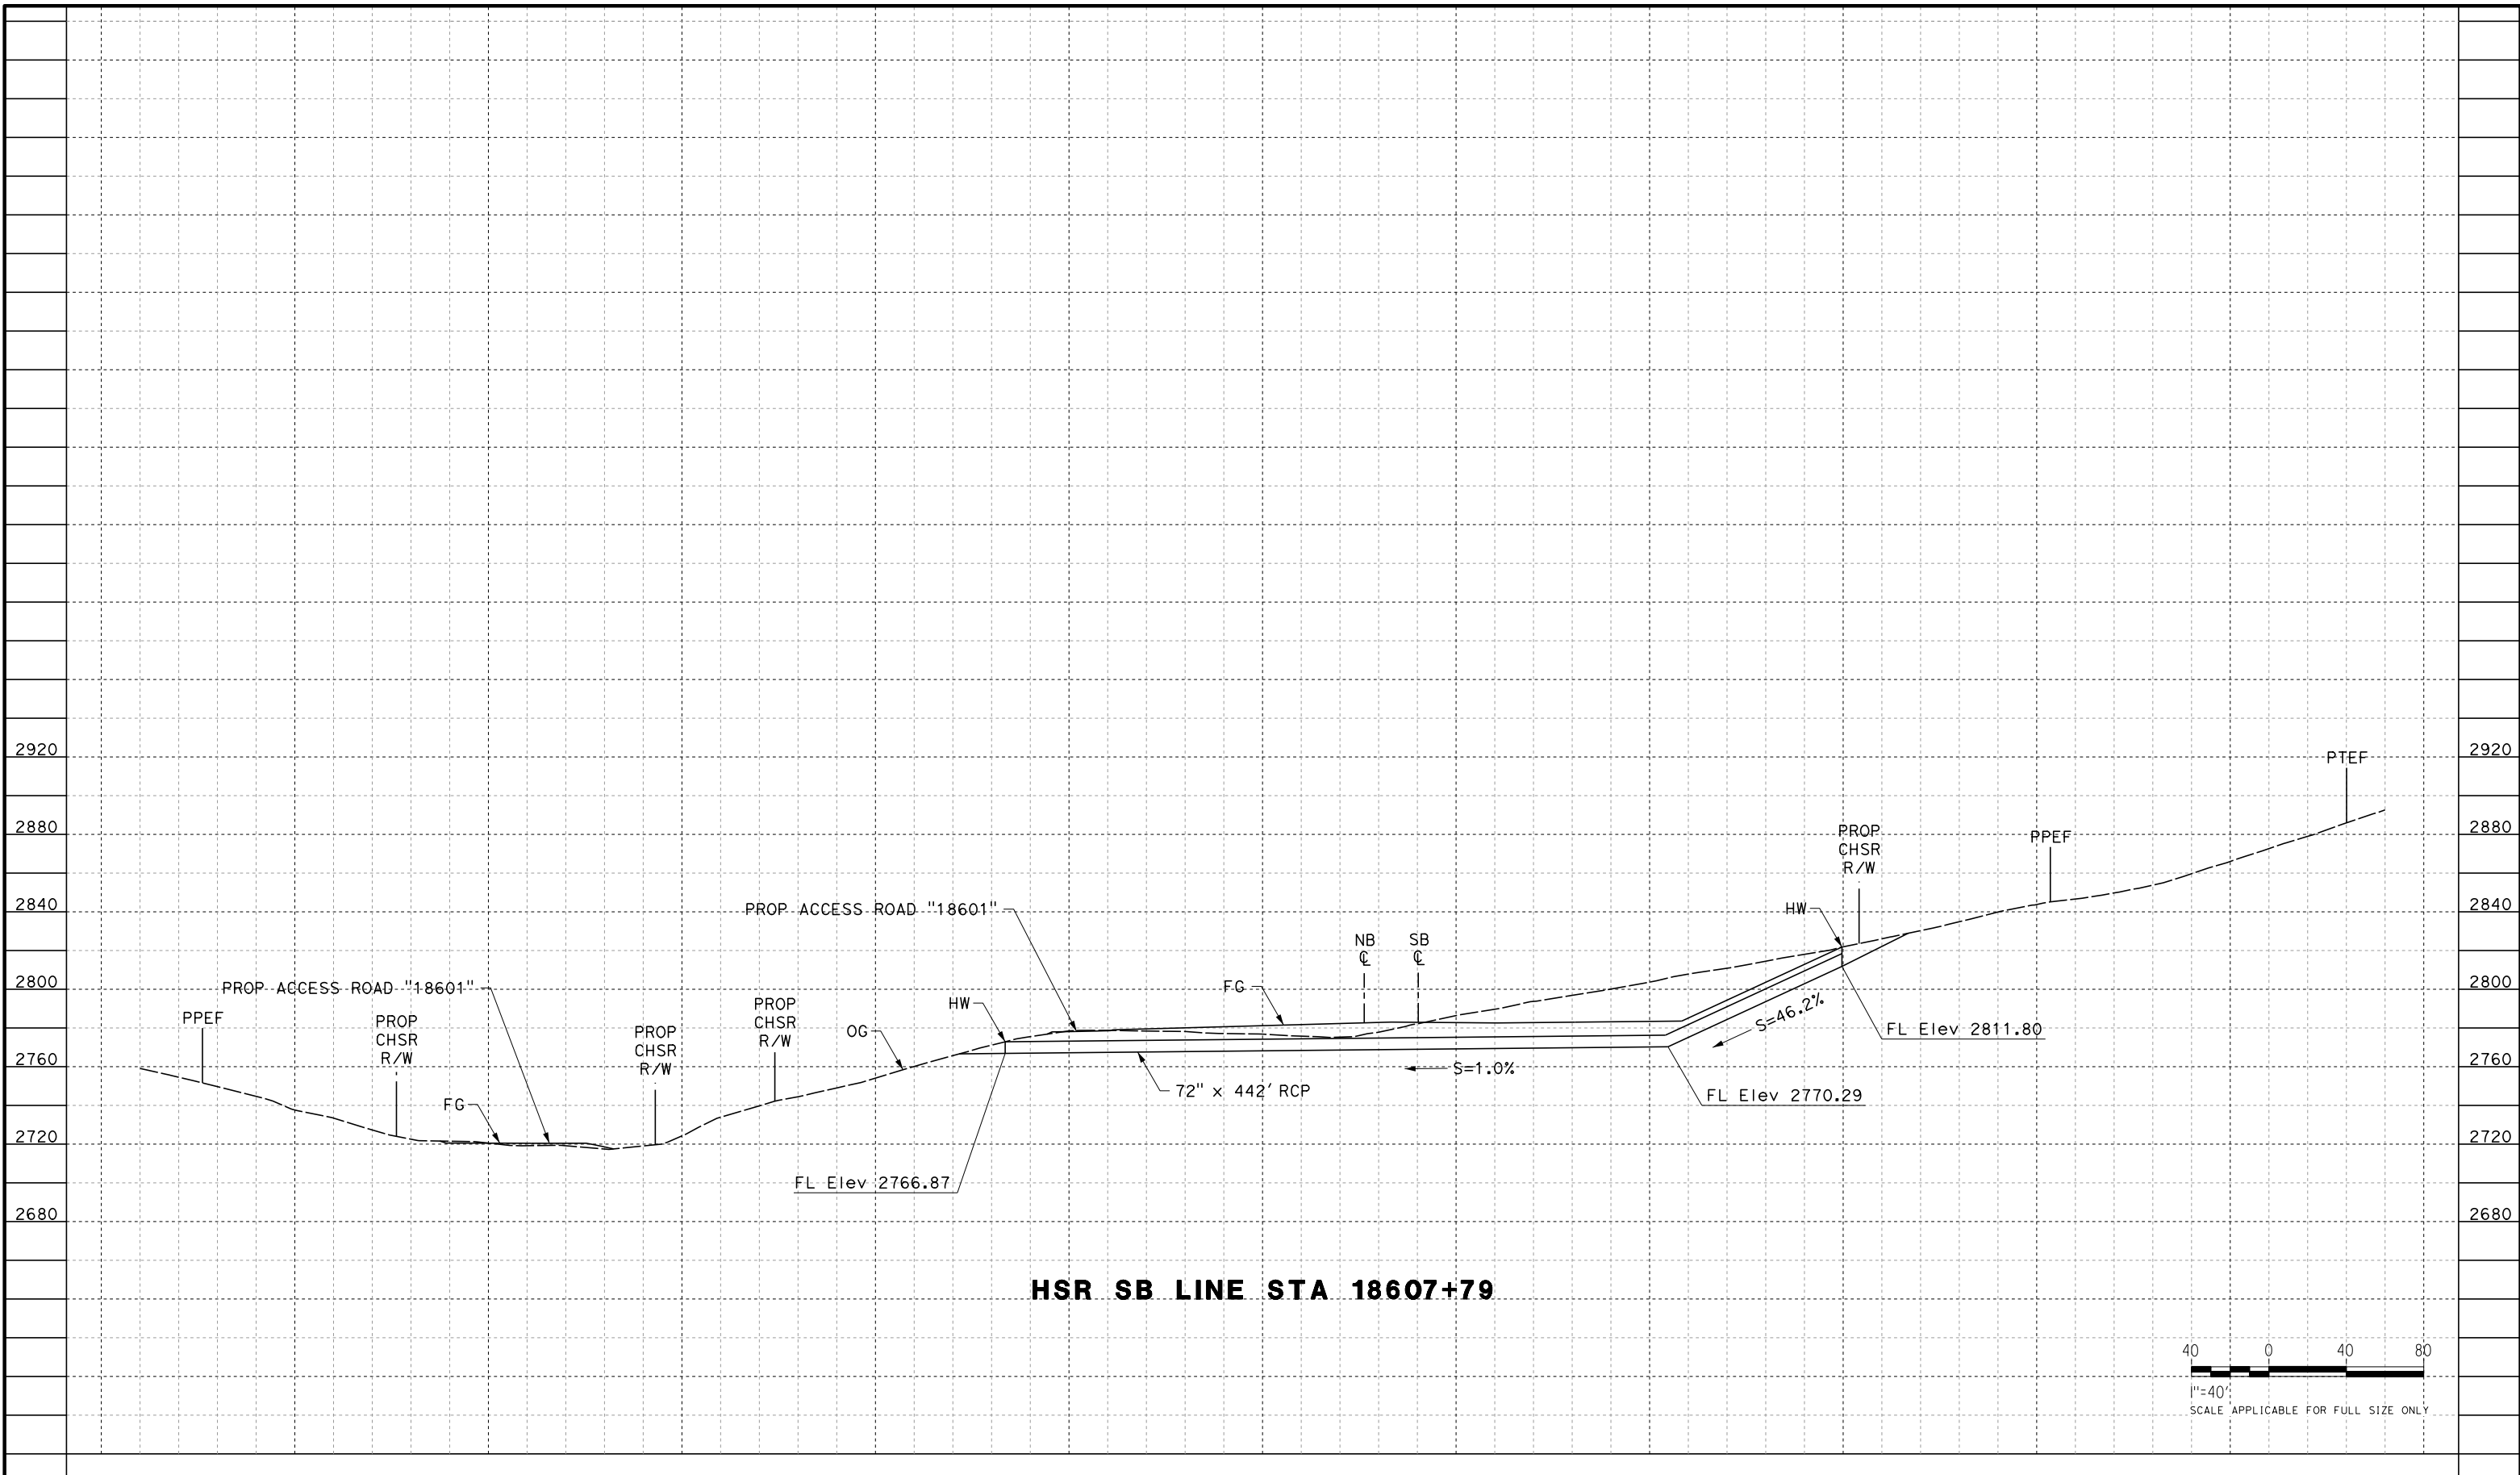 2920
2920
PTEF
2880
2880
PROP
CHSR
R/W
PPEF
2840
2840
PROP ACCESS ROAD "18601"
HW
NB
℄
SB
℄
2800
2800
PROP ACCESS ROAD "18601"
FG
HW
PROP
CHSR
R/W
PPEF
PROP
CHSR
R/W
PROP
CHSR
R/W
OG
S=46.2%
FL Elev 2811.80
2760
2760
S=1.0%
72" x 442' RCP
FL Elev 2770.29
FG
2720
2720
FL Elev 2766.87
2680
2680
HSR SB LINE STA 18607+79
40 0 40 80
1"=40'
SCALE APPLICABLE FOR FULL SIZE ONLY